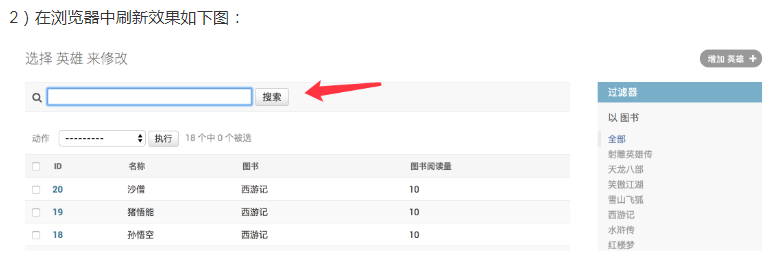 2）在浏览器中刷新效果如下图：
选择 英雄 来修改
增加 英雄 +
搜索
过滤器
以 图书
动作 --------- 执行 18 个中 0 个被选
全部
射雕英雄传
ID 名称 图书 图书阅读量
天龙八部
笑傲江湖
20 沙僧 西游记 10
雪山飞狐
19 猪悟能 西游记 10
西游记
水浒传
18 孙悟空 西游记 10
红楼梦